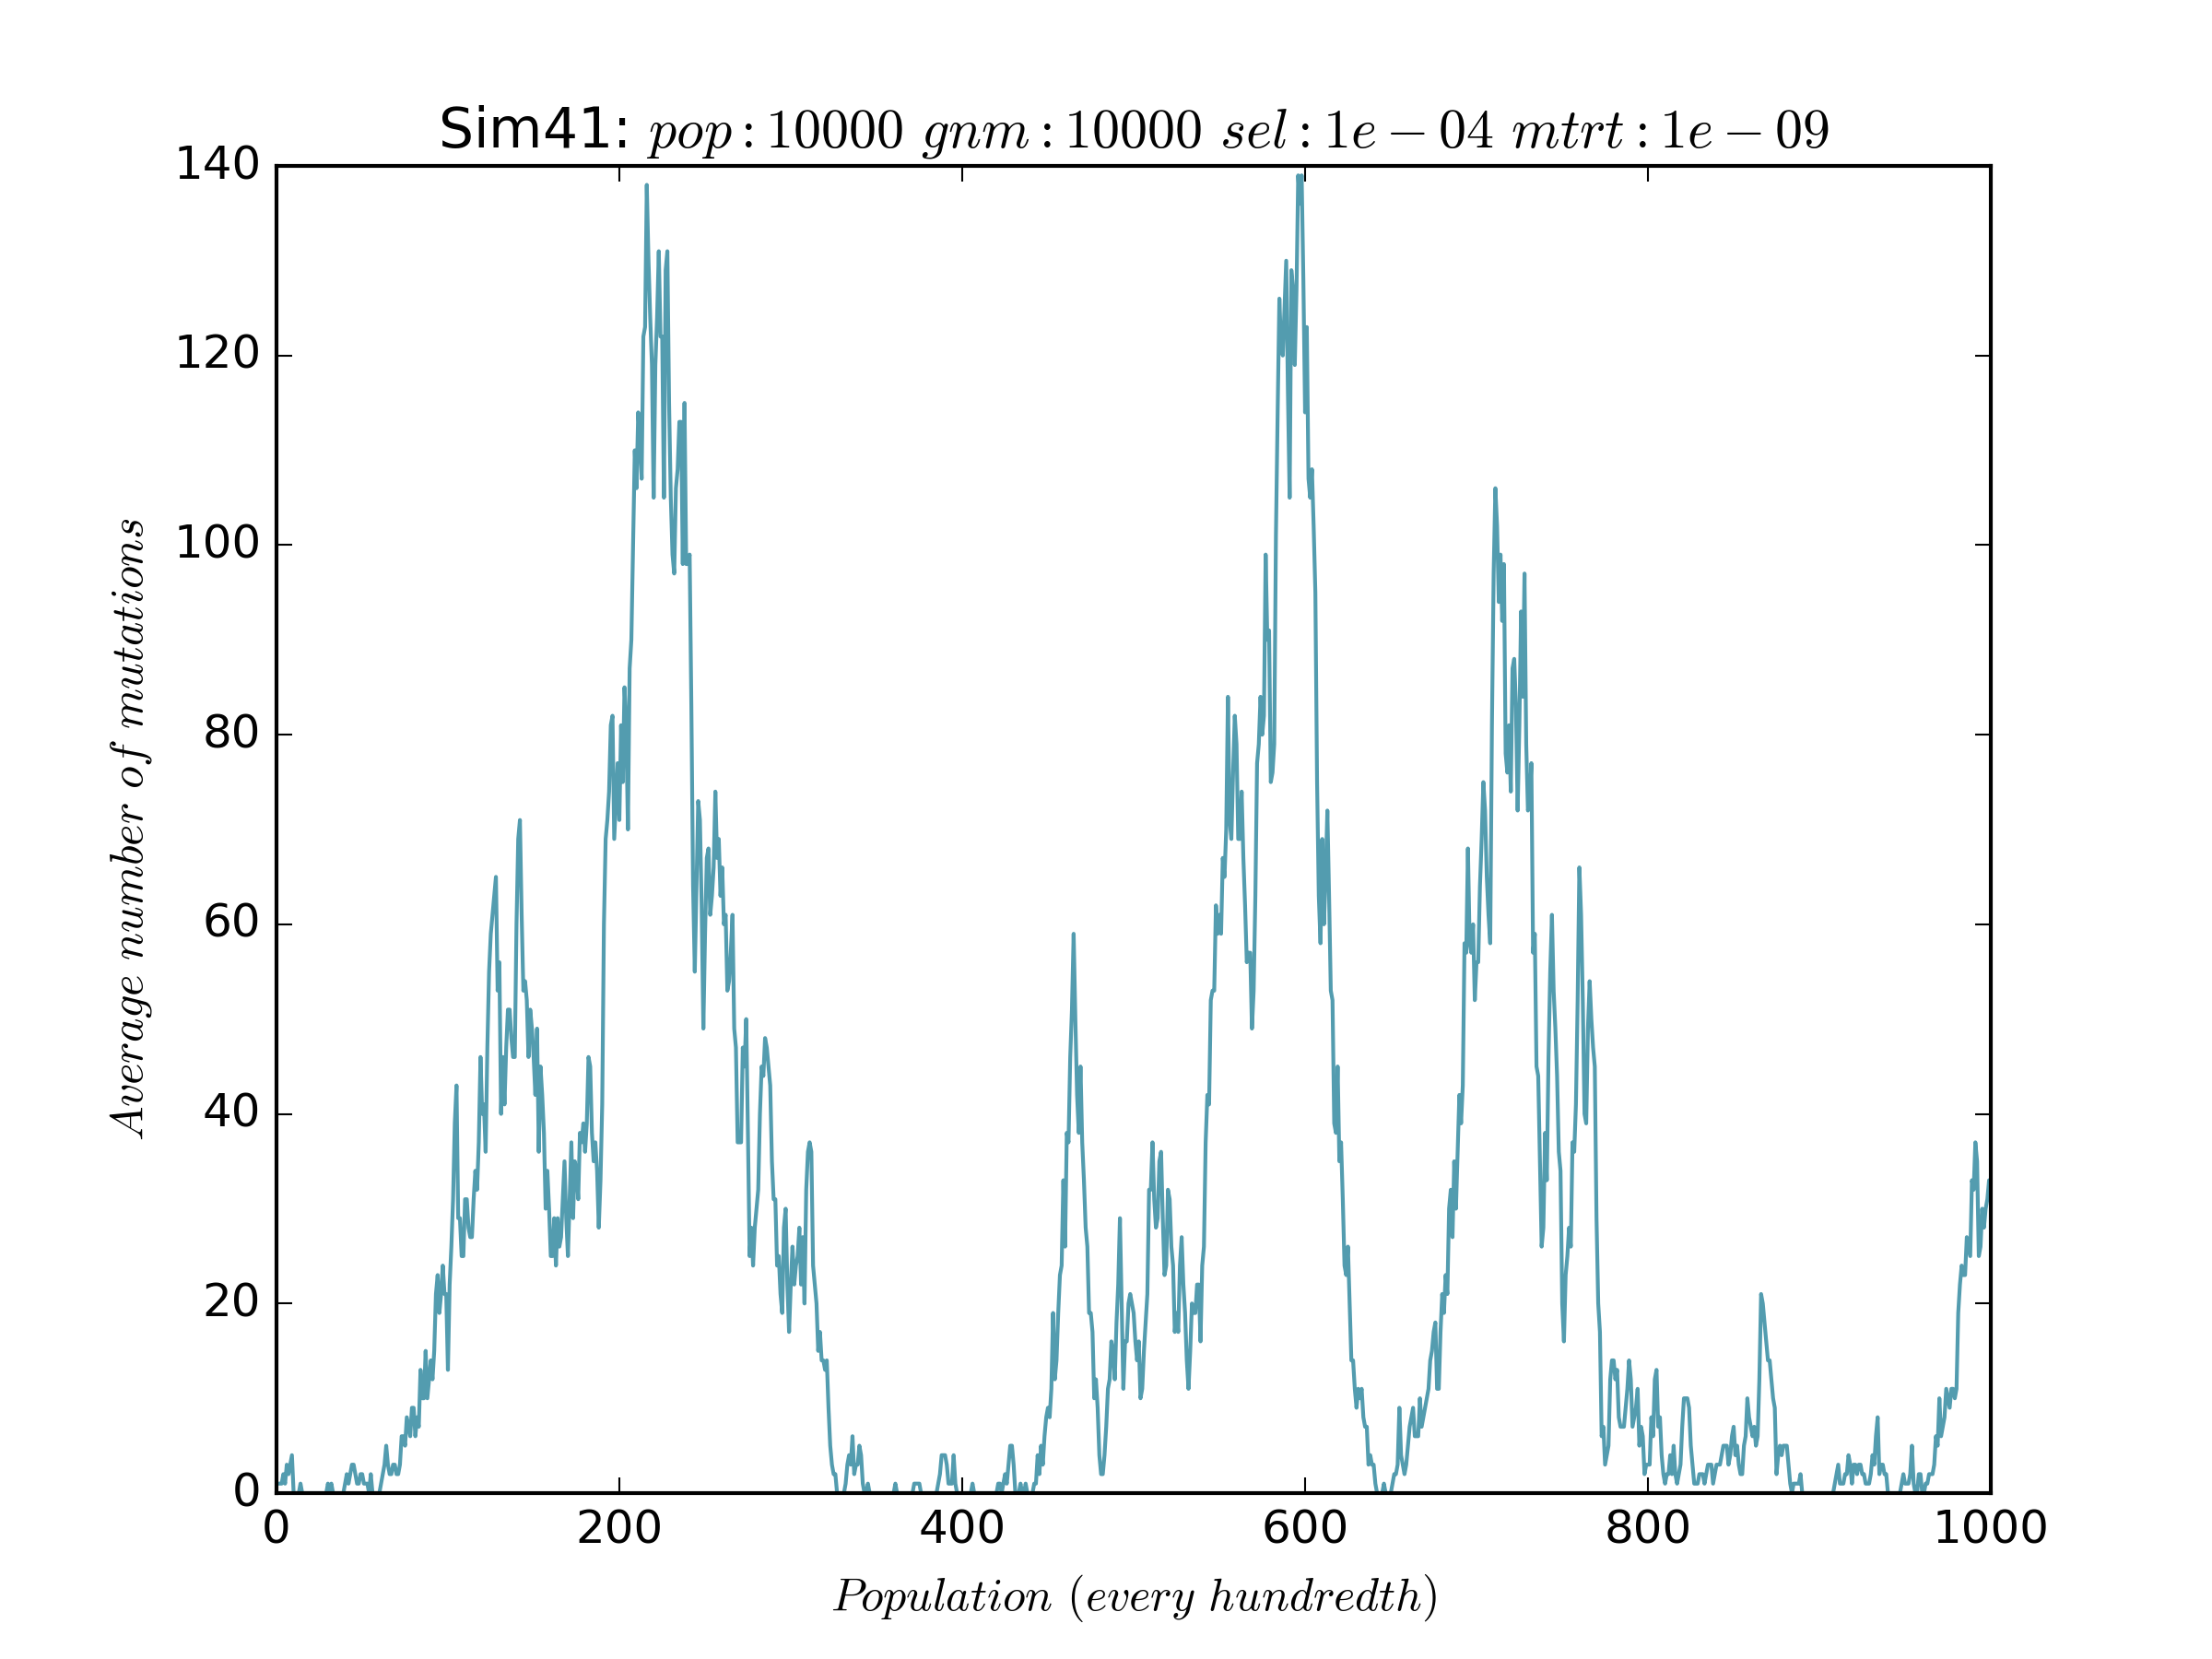 Sim41: pop : 10000 gnm : 10000 sel : 1e − 04 mtrt : 1e − 09
140
120
100
80
60
40
20
0
Average number of mutations
0 200 400 600 800 1000
Population (every hundredth)